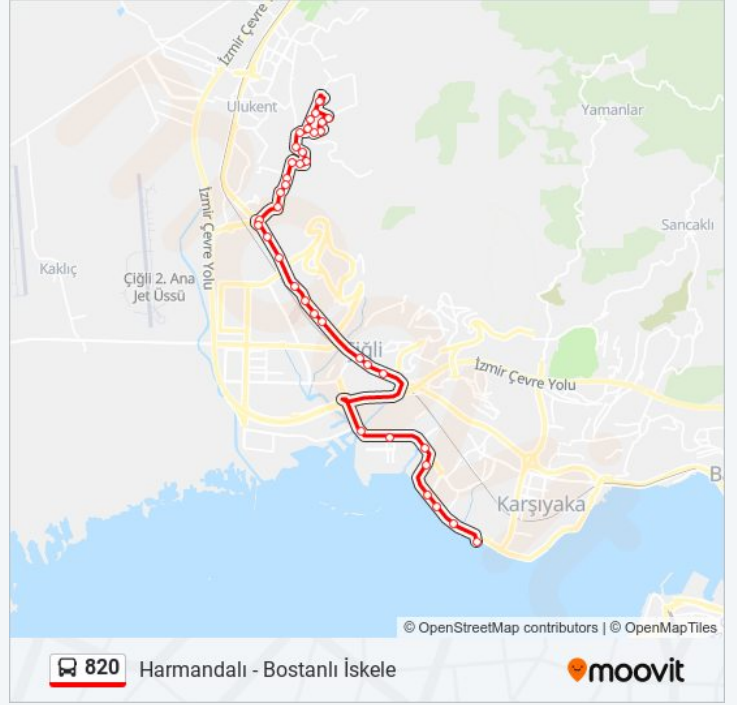 İzmir Çevre Yolu
Ulukent
Yamanlar
İzmir Çevre Yolu
Sancaklı
Kaklıç
Çiğli 2. Ana
Jet Üssü
İzmir Çevre Yolu
Karşıyaka
© OpenStreetMap contributors | © OpenMapTiles
820 Harmandalı - Bostanlı İskele
moovit